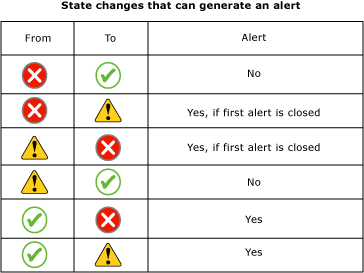 State changes that can generate an alert
From To Alert
No
Yes, if first alert is closed
Yes, if first alert is closed
No
Yes
Yes